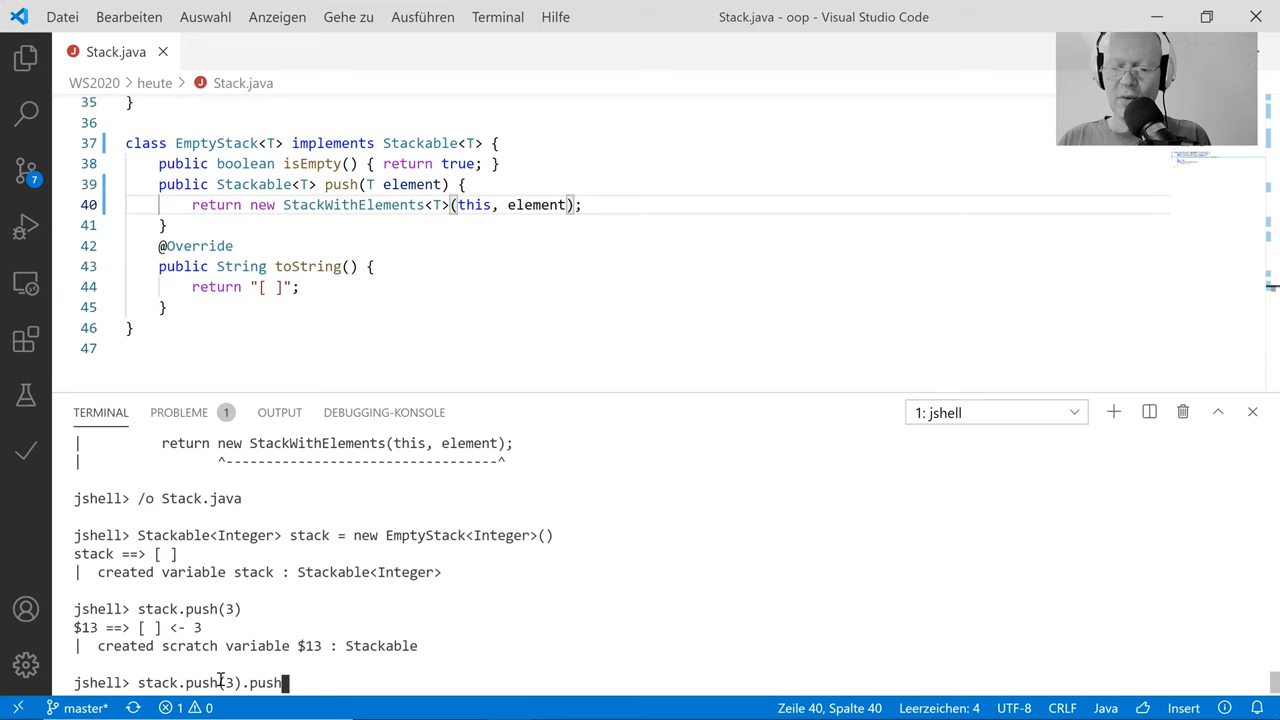 Datei Bearbeiten Auswahl Anzeigen Gehe zu Ausführen Terminal Hilfe Stack.java - oop - Visual Studio Code
J Stack.java
WS2020 > heute > J Stack.java
35 }
36
37 class EmptyStack<T> implements Stackable<T> {
38 public boolean isEmpty() { return true; }
39 public Stackable<T> push(T element) {
40 return new StackWithElements<T>(this, element);
41 }
42 @Override
43 public String toString() {
44 return "[ ]";
45 }
46 }
47
7
TERMINAL PROBLEME 1 OUTPUT DEBUGGING-KONSOLE 1: jshell
| return new StackWithElements(this, element);
| ^---------------------------------^
jshell> /o Stack.java
jshell> Stackable<Integer> stack = new EmptyStack<Integer>()
stack ==> [ ]
| created variable stack : Stackable<Integer>
jshell> stack.push(3)
$13 ==> [ ] <- 3
| created scratch variable $13 : Stackable
jshell> stack.push(3).push
master* 1 0 Zeile 40, Spalte 40 Leerzeichen: 4 UTF-8 CRLF Java Insert